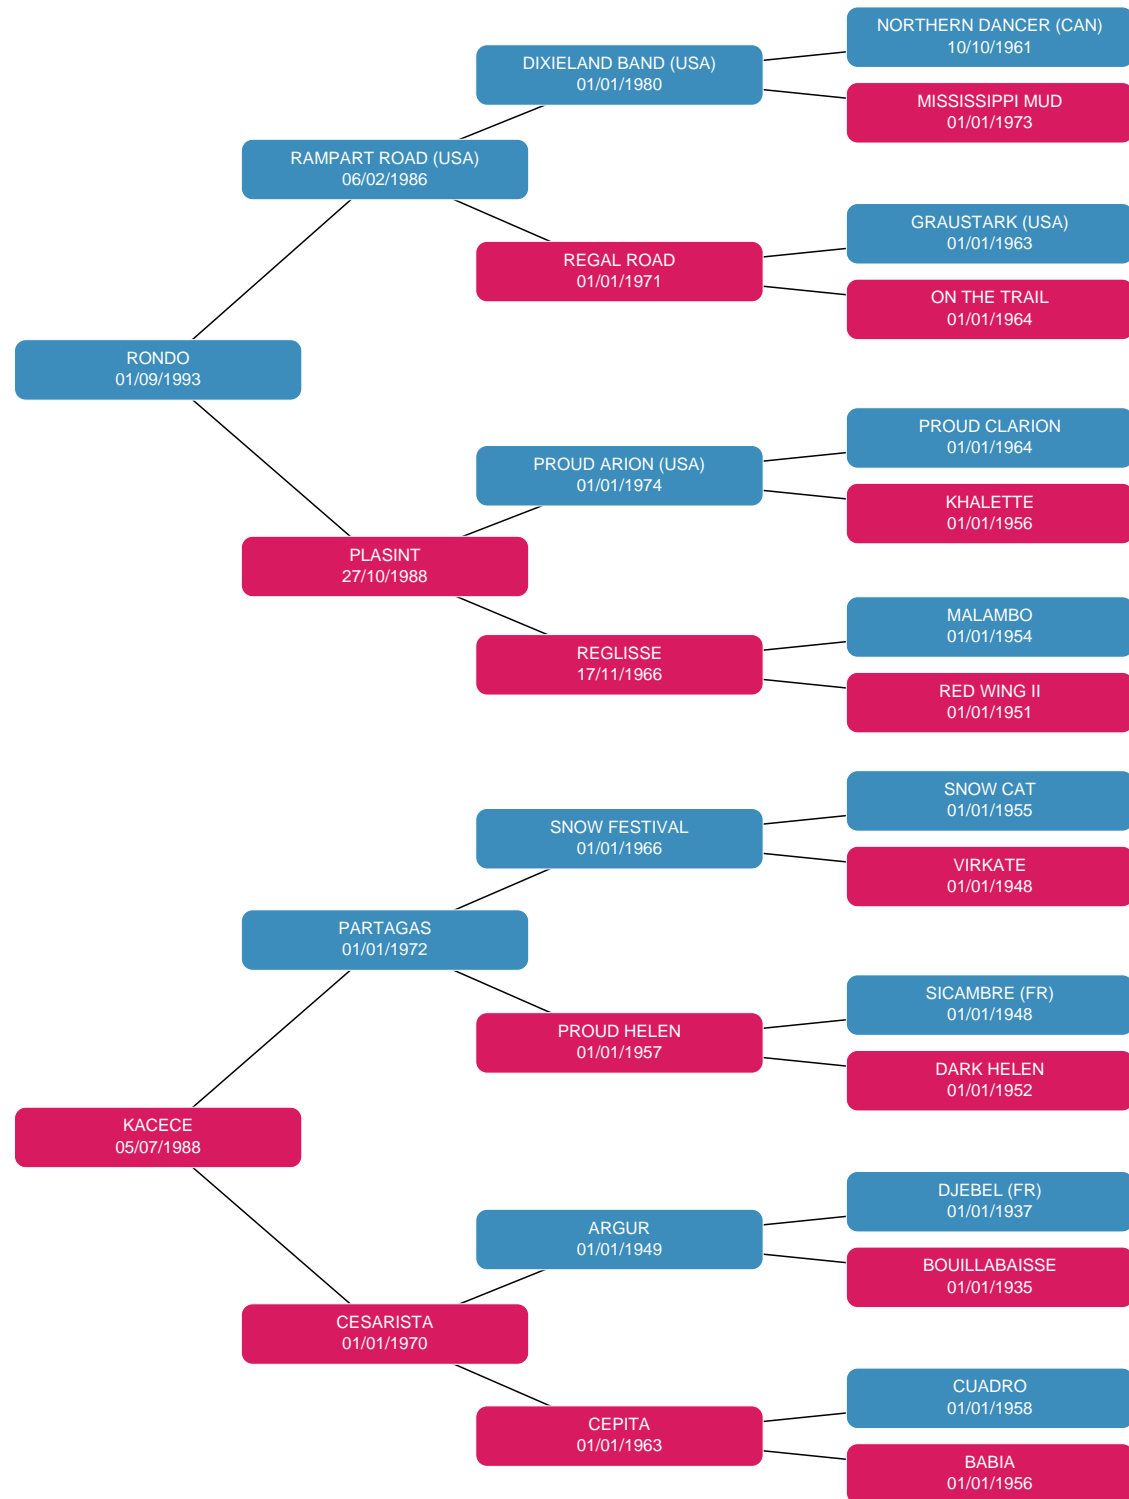 NORTHERN DANCER (CAN)
10/10/1961
DIXIELAND BAND (USA)
01/01/1980
MISSISSIPPI MUD
01/01/1973
RAMPART ROAD (USA)
06/02/1986
GRAUSTARK (USA)
01/01/1963
REGAL ROAD
01/01/1971
ON THE TRAIL
01/01/1964
RONDO
01/09/1993
PROUD CLARION
01/01/1964
PROUD ARION (USA)
01/01/1974
KHALETTE
01/01/1956
PLASINT
27/10/1988
MALAMBO
01/01/1954
REGLISSE
17/11/1966
RED WING II
01/01/1951
SNOW CAT
01/01/1955
SNOW FESTIVAL
01/01/1966
VIRKATE
01/01/1948
PARTAGAS
01/01/1972
SICAMBRE (FR)
01/01/1948
PROUD HELEN
01/01/1957
DARK HELEN
01/01/1952
KACECE
05/07/1988
DJEBEL (FR)
01/01/1937
ARGUR
01/01/1949
BOUILLABAISSE
01/01/1935
CESARISTA
01/01/1970
CUADRO
01/01/1958
CEPITA
01/01/1963
BABIA
01/01/1956